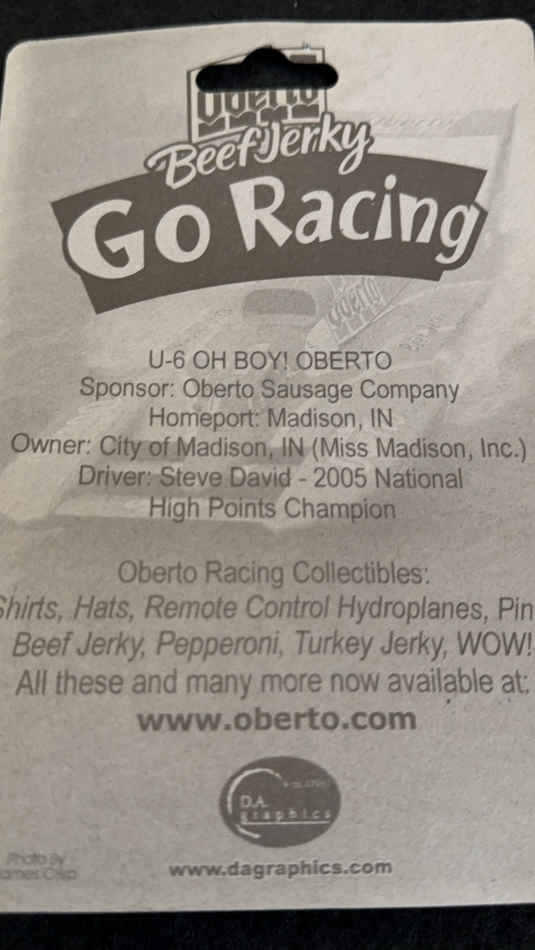 Oberto
Beef Jerky
Go Racing
Oberto
U-6 OH BOY! OBERTO
Sponsor: Oberto Sausage Company
Homeport: Madison, IN
Owner: City of Madison, IN (Miss Madison, Inc.)
Driver: Steve David - 2005 National
High Points Champion
Oberto Racing Collectibles:
Shirts, Hats, Remote Control Hydroplanes, Pin
Beef Jerky, Pepperoni, Turkey Jerky, WOW!
All these and many more now available at:
www.oberto.com
D.A.
graphics
Photo By
www.dagraphics.com